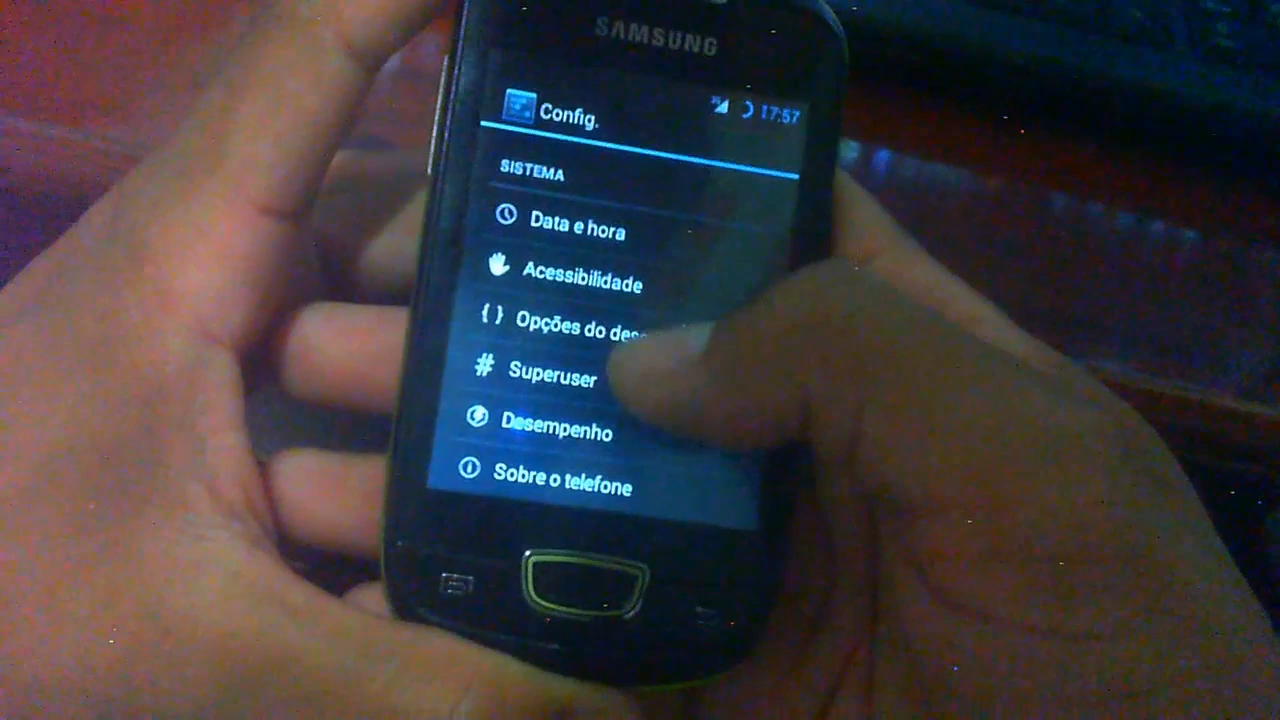 SAMSUNG
Config.
17:57
SISTEMA
Data e hora
Acessibilidade
{ } Opções do des
# Superuser
Desempenho
Sobre o telefone